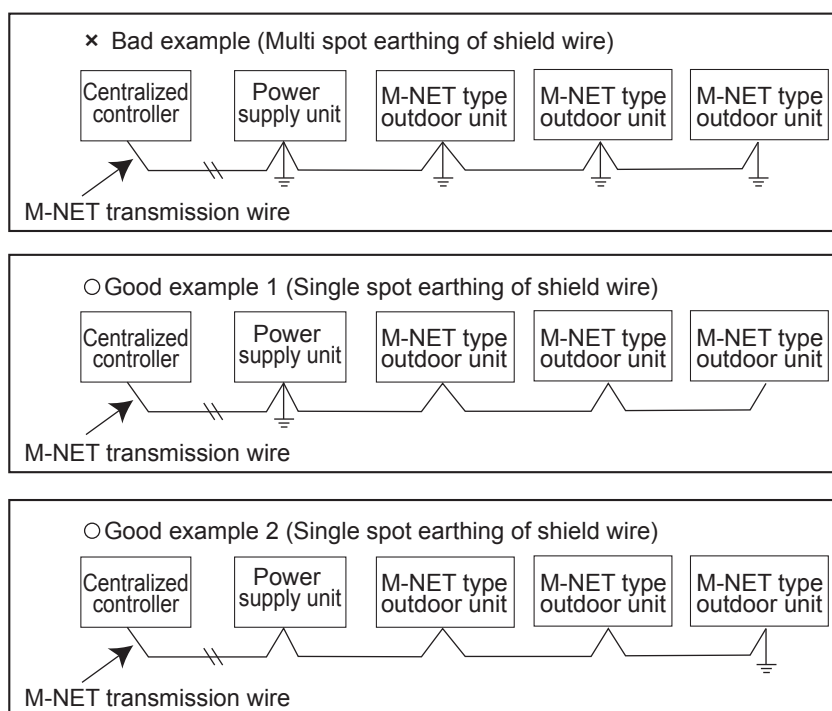 × Bad example (Multi spot earthing of shield wire)
Centralized
controller
Power
supply unit
M-NET type
outdoor unit
M-NET type
outdoor unit
M-NET type
outdoor unit
M-NET transmission wire
○ Good example 1 (Single spot earthing of shield wire)
Centralized
controller
Power
supply unit
M-NET type
outdoor unit
M-NET type
outdoor unit
M-NET type
outdoor unit
M-NET transmission wire
○ Good example 2 (Single spot earthing of shield wire)
Centralized
controller
Power
supply unit
M-NET type
outdoor unit
M-NET type
outdoor unit
M-NET type
outdoor unit
M-NET transmission wire